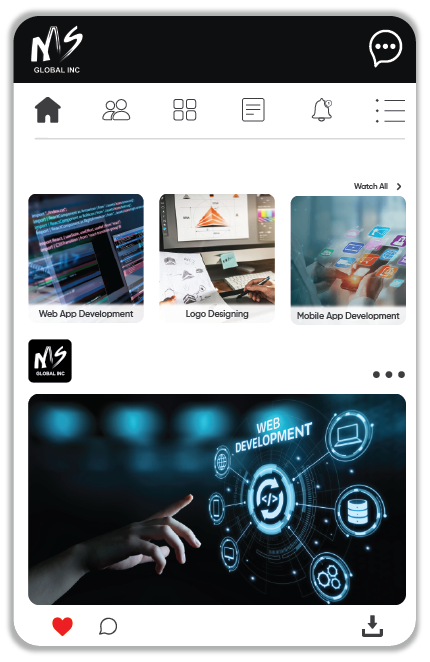 MS
GLOBAL INC
Watch All
Web App Development
Logo Designing
Mobile App Development
MS
GLOBAL INC
WEB
DEVELOPMENT